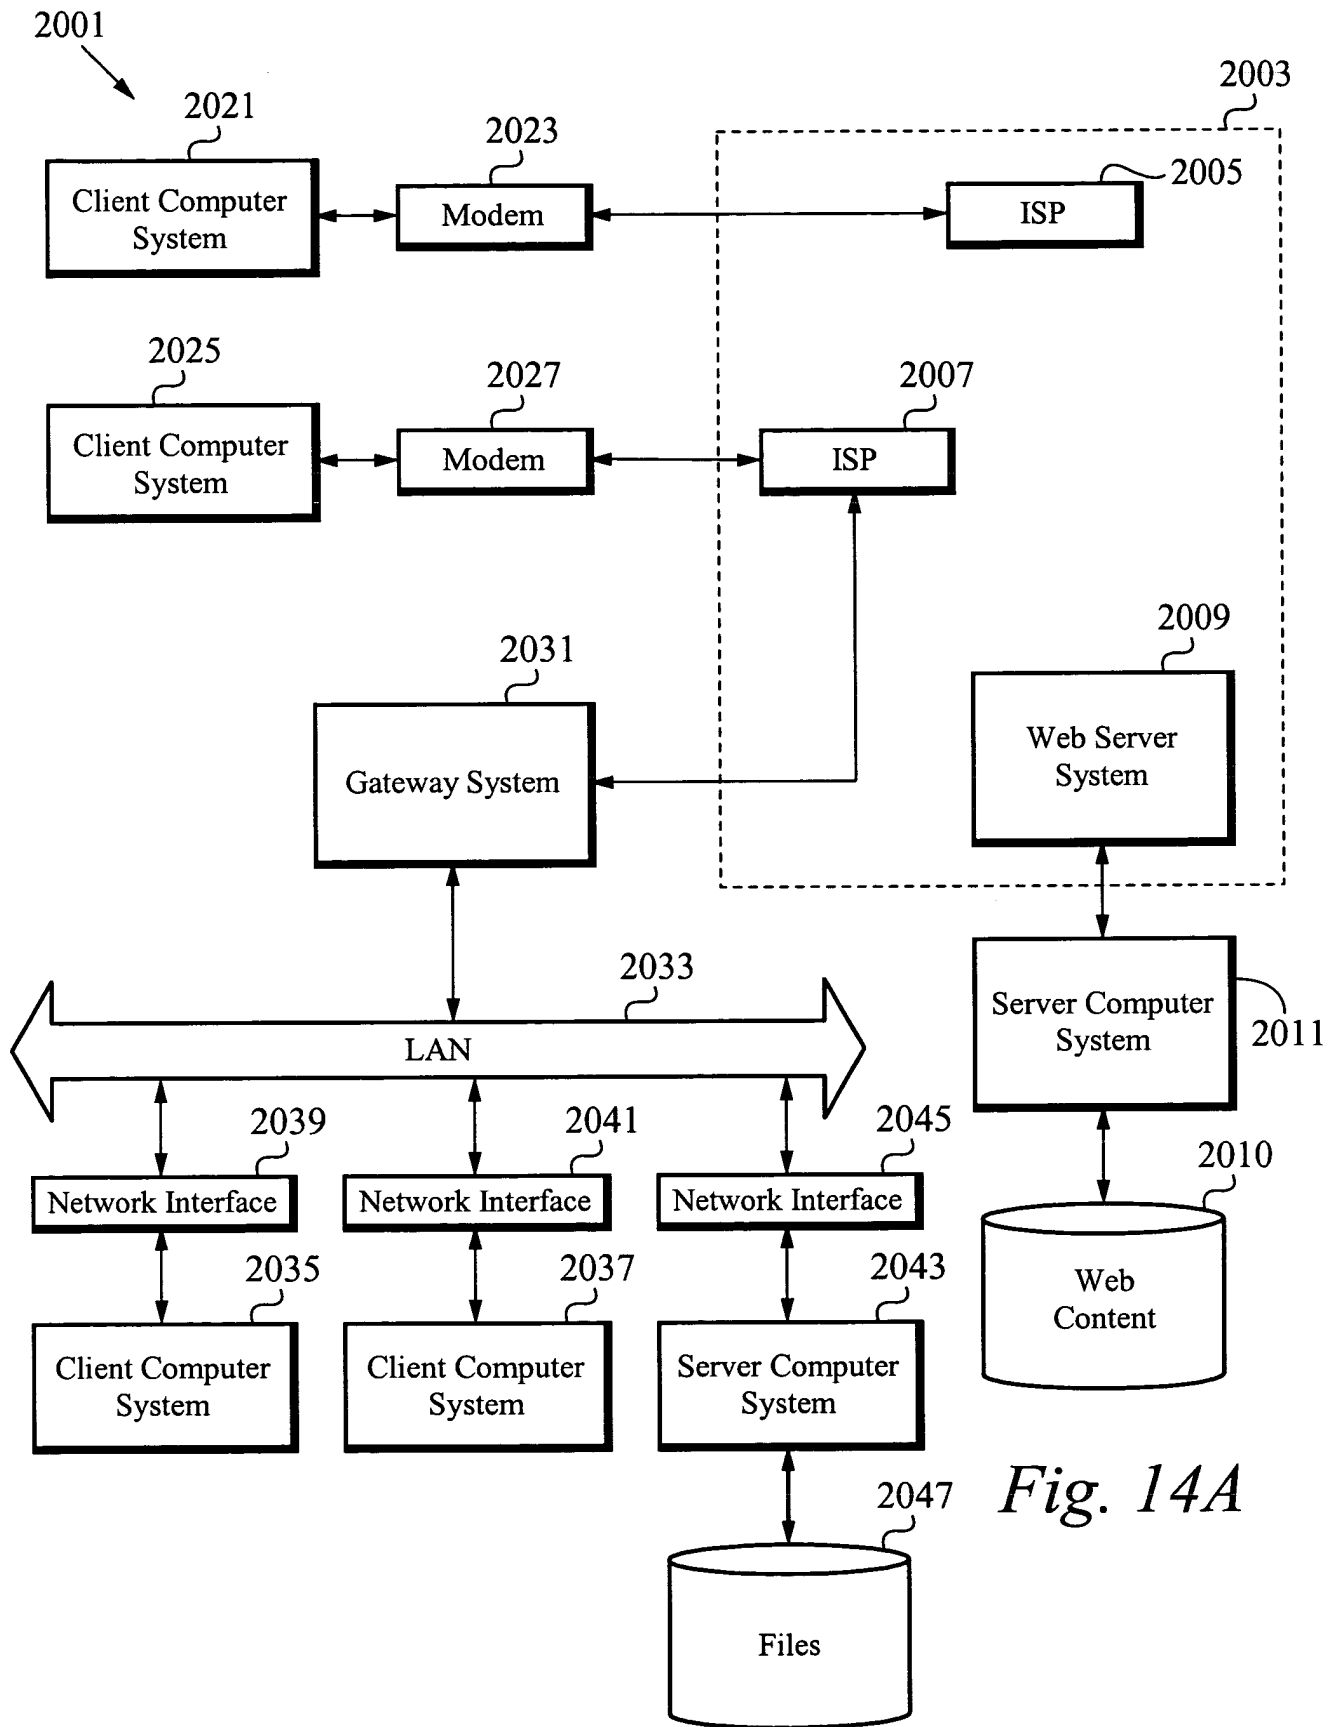 2001
2003
2021
2023
2005
Client Computer
System
Modem
ISP
2025
2027
2007
Client Computer
System
Modem
ISP
2009
2031
Web Server
System
Gateway System
2033
LAN
Server Computer
System
2011
2039
2041
2045
2010
Network Interface
Network Interface
Network Interface
2035
2037
2043
Web
Content
Client Computer
System
Client Computer
System
Server Computer
System
2047
Fig. 14A
Files